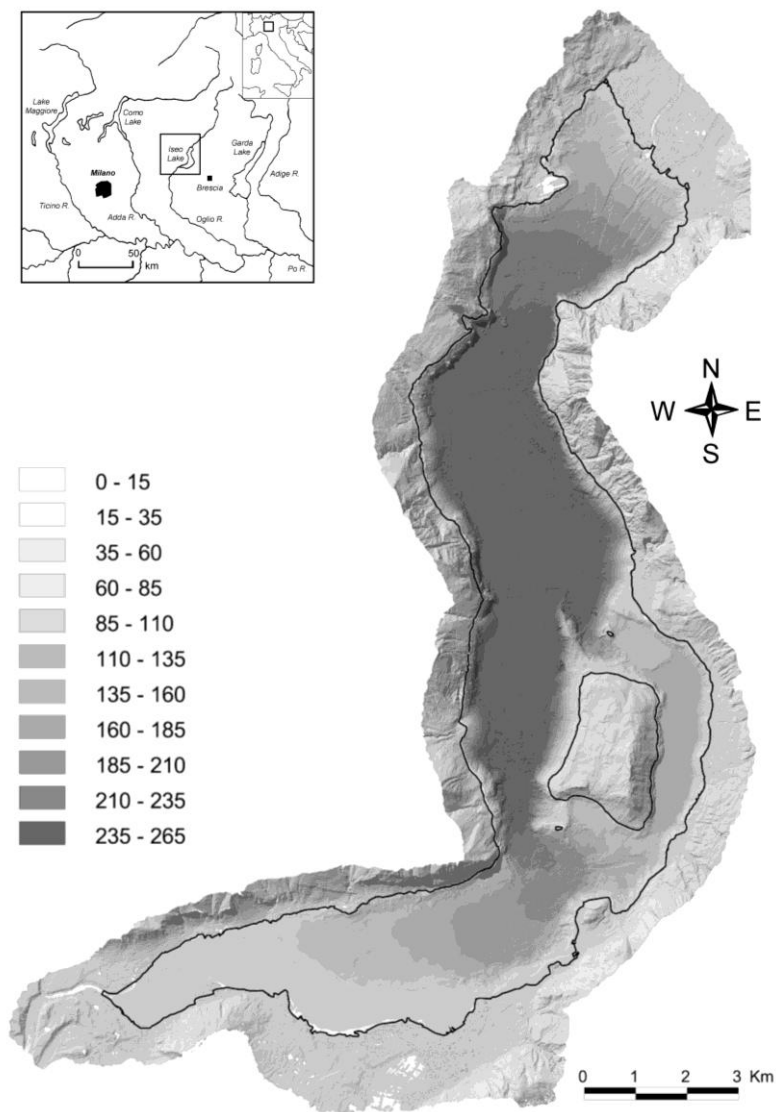 Lake
Maggiore
Como
Lake
Iseo
Lake
Garda
Lake
Adige R.
Milano
Brescia
Ticino R.
Adda R.
Oglio R.
Po R
0 50
km
N
W E
S
0 - 15
15 - 35
35 - 60
60 - 85
85 - 110
110 - 135
135 - 160
160 - 185
185 - 210
210 - 235
235 - 265
0 1 2 3 Km